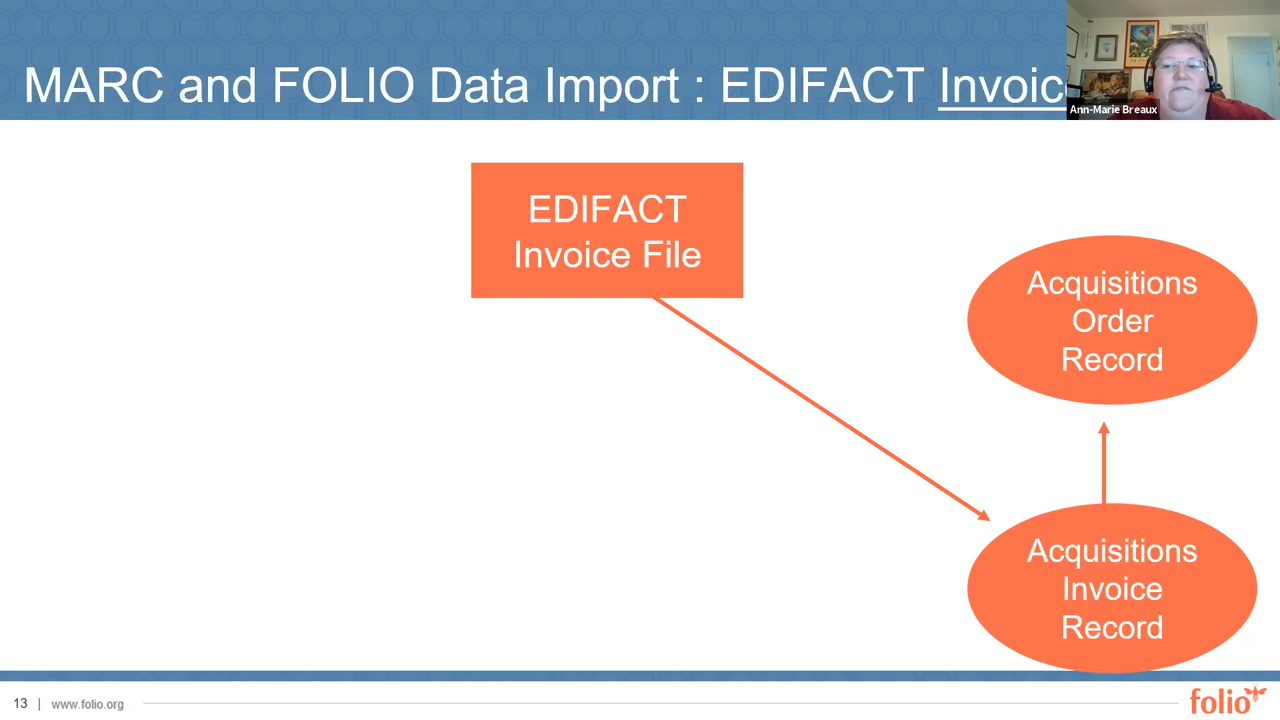 MARC and FOLIO Data Import : EDIFACT
Ann-Marie Breaux
EDIFACT
Invoice File
Acquisitions
Order
Record
Acquisitions
Invoice
Record
13 | www.folio.org
folio